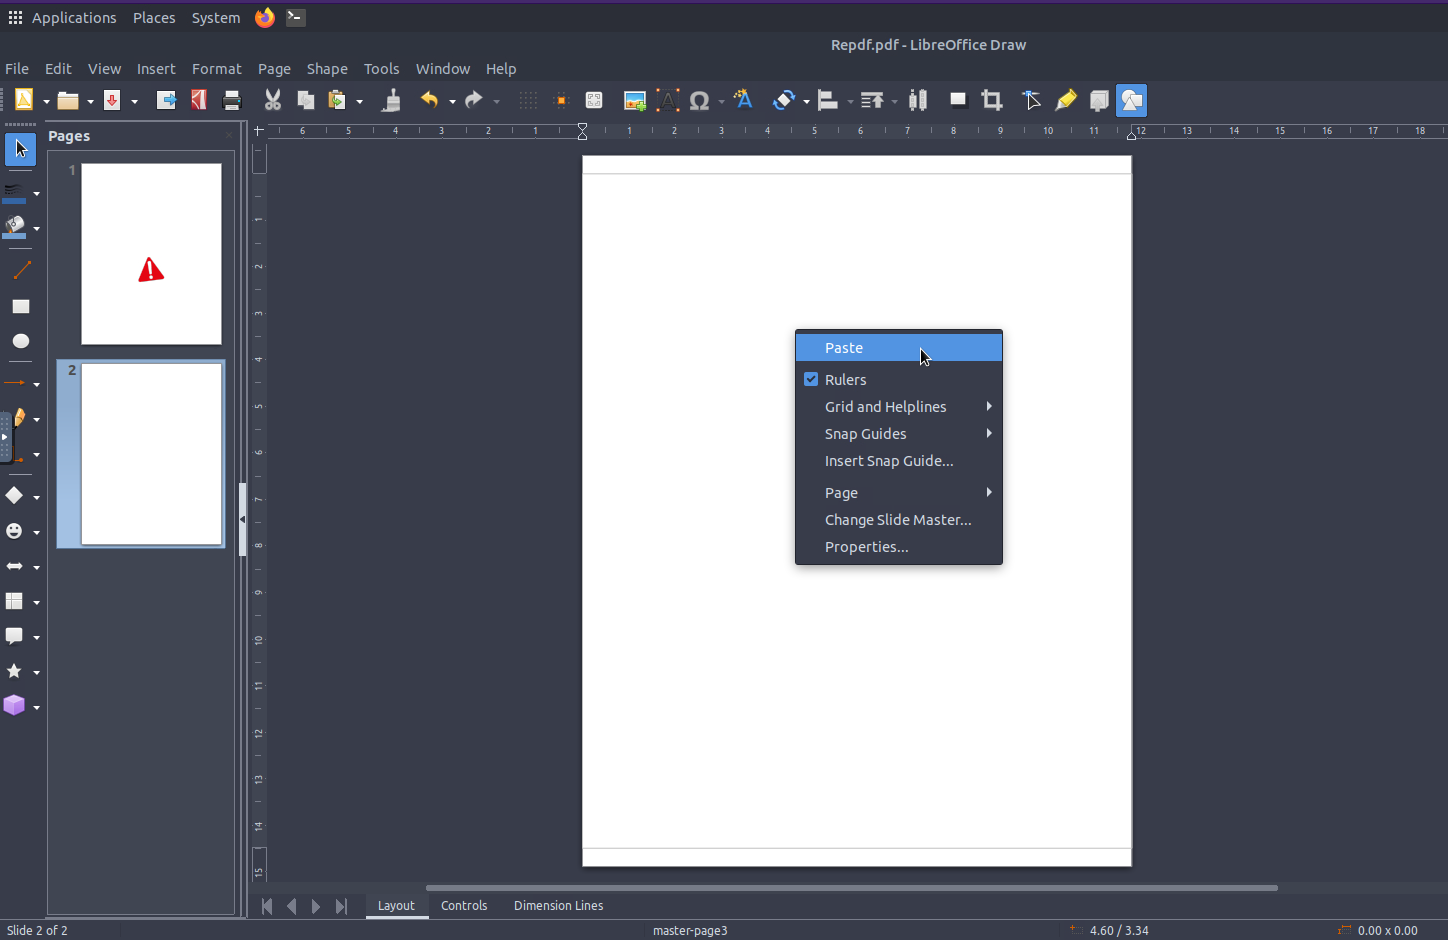 Applications Places System
Repdf.pdf - LibreOffice Draw
File Edit View Insert Format Page Shape Tools Window Help
Pages
6 5 4 3 2 1 1 2 3 4 5 6 7 8 9 10 11 12 13 14 15 16 17 18
1
2
1
2
3
4
5
6
7
8
9
10
11
12
13
14
15
Paste
Rulers
Grid and Helplines
Snap Guides
Insert Snap Guide...
Page
Change Slide Master...
Properties...
Layout Controls Dimension Lines
Slide 2 of 2 master-page3 4.60 / 3.34 0.00 x 0.00